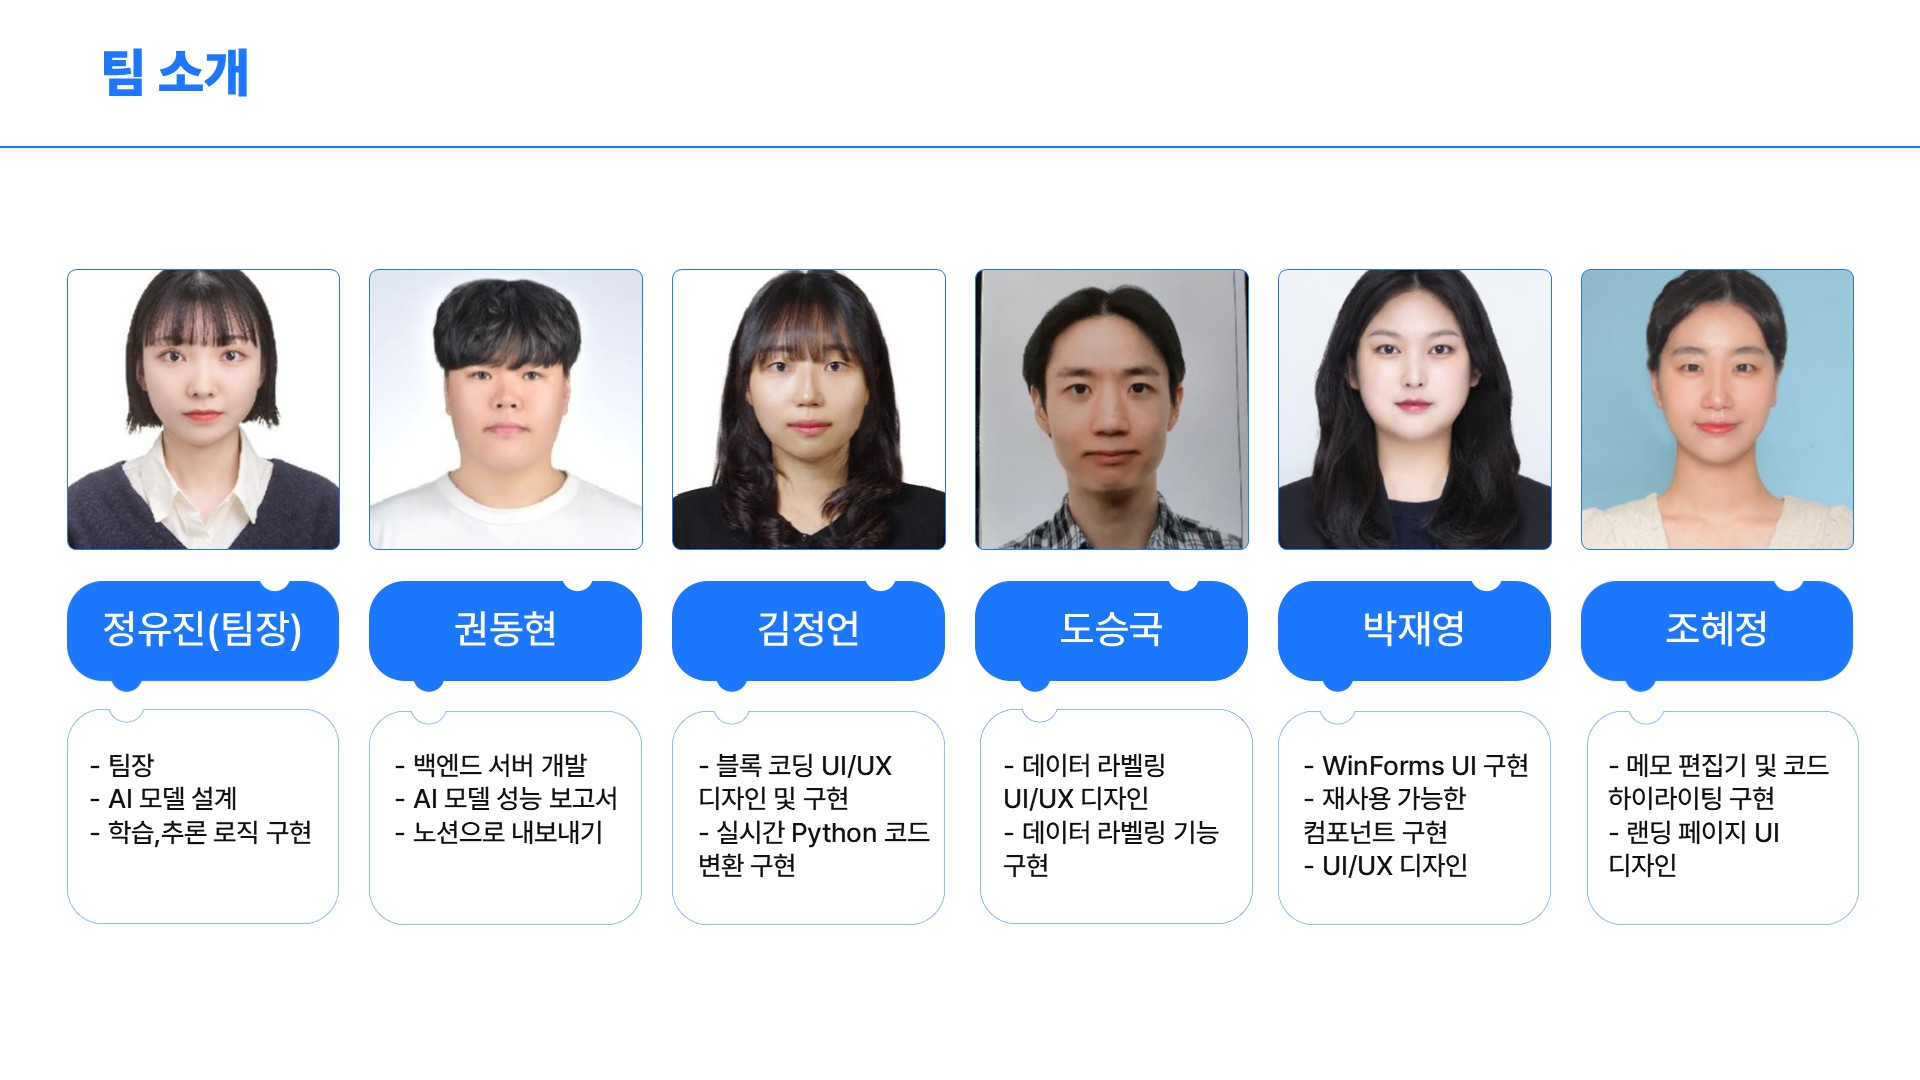 팀 소개
정유진(팀장)
- 팀장
- AI 모델 설계
- 학습,추론 로직 구현
권동현
- 백엔드 서버 개발
- AI 모델 성능 보고서
- 노션으로 내보내기
김정언
- 블록 코딩 UI/UX
디자인 및 구현
- 실시간 Python 코드
변환 구현
도승국
- 데이터 라벨링
UI/UX 디자인
- 데이터 라벨링 기능
구현
박재영
- WinForms UI 구현
- 재사용 가능한
컴포넌트 구현
- UI/UX 디자인
조혜정
- 메모 편집기 및 코드
하이라이팅 구현
- 랜딩 페이지 UI
디자인